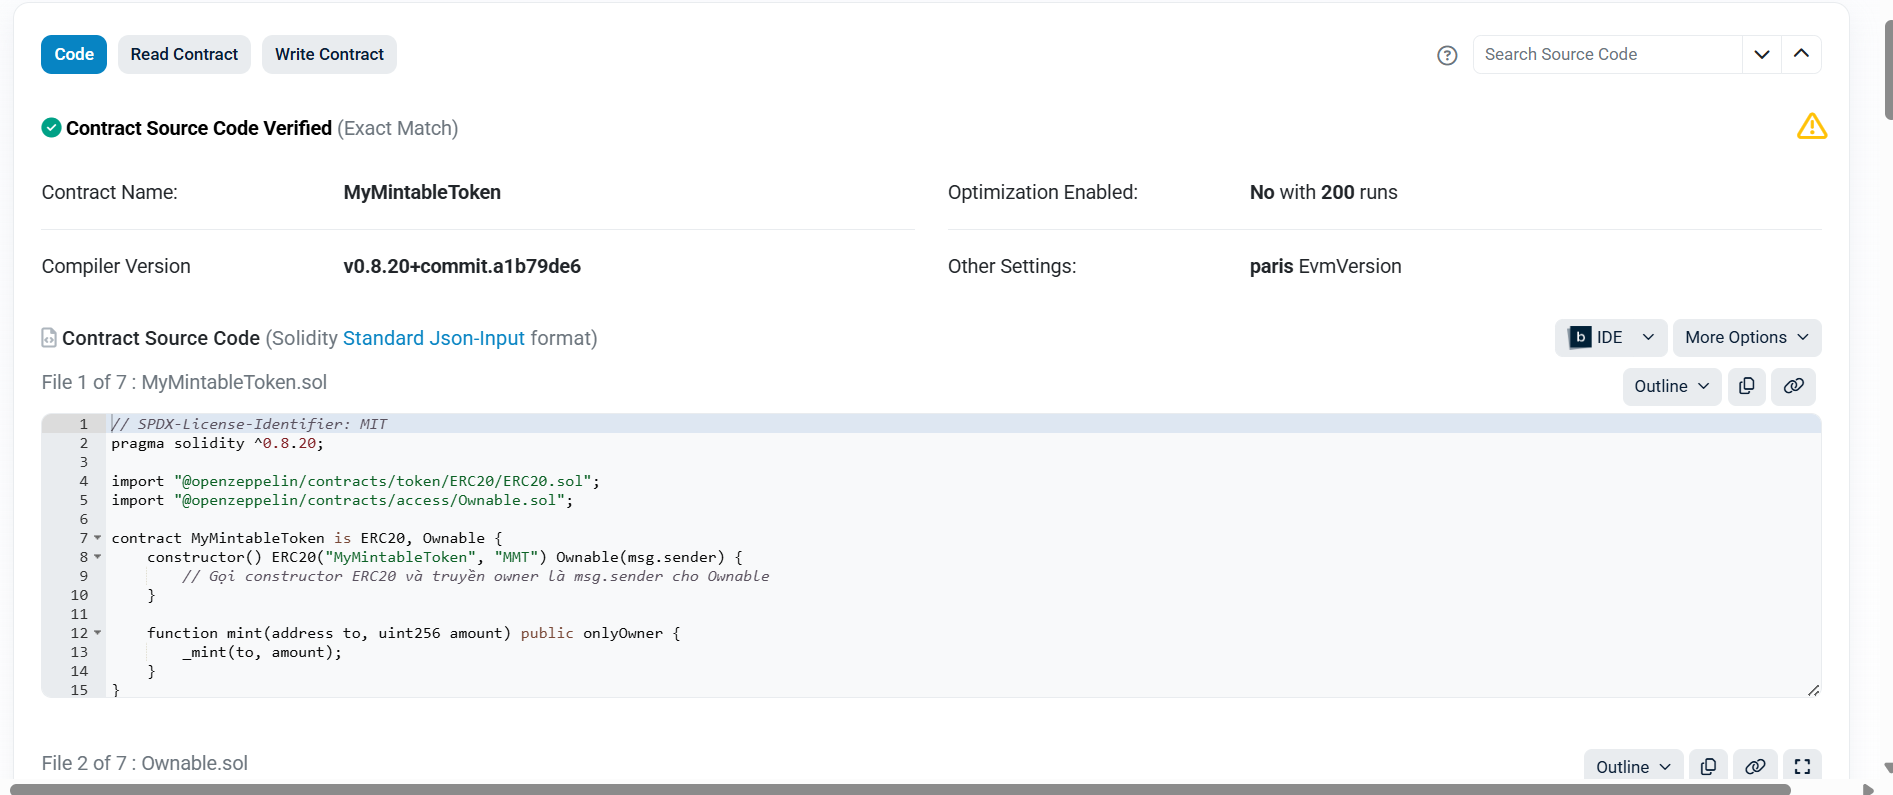 Code Read Contract Write Contract Search Source Code
Contract Source Code Verified (Exact Match)
Contract Name: MyMintableToken Optimization Enabled: No with 200 runs
Compiler Version v0.8.20+commit.a1b79de6 Other Settings: paris EvmVersion
Contract Source Code (Solidity Standard Json-Input format) IDE More Options
File 1 of 7 : MyMintableToken.sol Outline
1 // SPDX-License-Identifier: MIT
2 pragma solidity ^0.8.20;
3
4 import "@openzeppelin/contracts/token/ERC20/ERC20.sol";
5 import "@openzeppelin/contracts/access/Ownable.sol";
6
7 contract MyMintableToken is ERC20, Ownable {
8 constructor() ERC20("MyMintableToken", "MMT") Ownable(msg.sender) {
9 // Gọi constructor ERC20 và truyền owner là msg.sender cho Ownable
10 }
11
12 function mint(address to, uint256 amount) public onlyOwner {
13 _mint(to, amount);
14 }
15 }
File 2 of 7 : Ownable.sol Outline